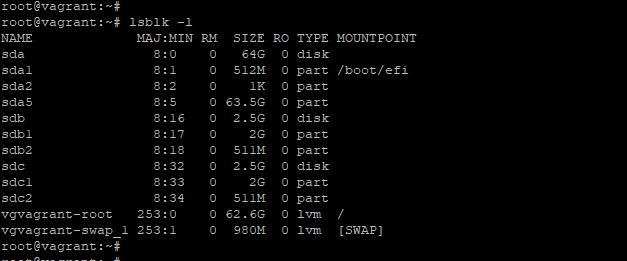 root@vagrant:~#
root@vagrant:~# lsblk -l
NAME MAJ:MIN RM SIZE RO TYPE MOUNTPOINT
sda 8:0 0 64G 0 disk
sda1 8:1 0 512M 0 part /boot/efi
sda2 8:2 0 1K 0 part
sda5 8:5 0 63.5G 0 part
sdb 8:16 0 2.5G 0 disk
sdb1 8:17 0 2G 0 part
sdb2 8:18 0 511M 0 part
sdc 8:32 0 2.5G 0 disk
sdc1 8:33 0 2G 0 part
sdc2 8:34 0 511M 0 part
vgvagrant-root 253:0 0 62.6G 0 lvm /
vgvagrant-swap_1 253:1 0 980M 0 lvm [SWAP]
root@vagrant:~#
root@vagrant:~#